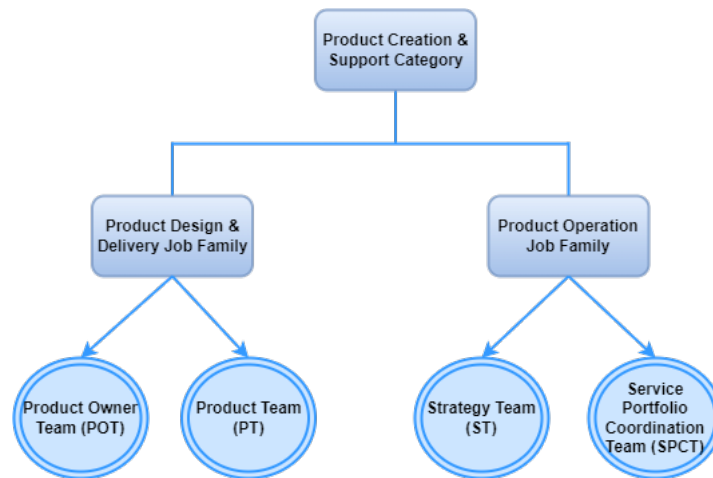 Product Creation &
Support Category
Product Design &
Delivery Job Family
Product Operation
Job Family
Product Owner
Team (POT)
Product Team
(PT)
Strategy Team
(ST)
Service
Portfolio
Coordination
Team (SPCT)